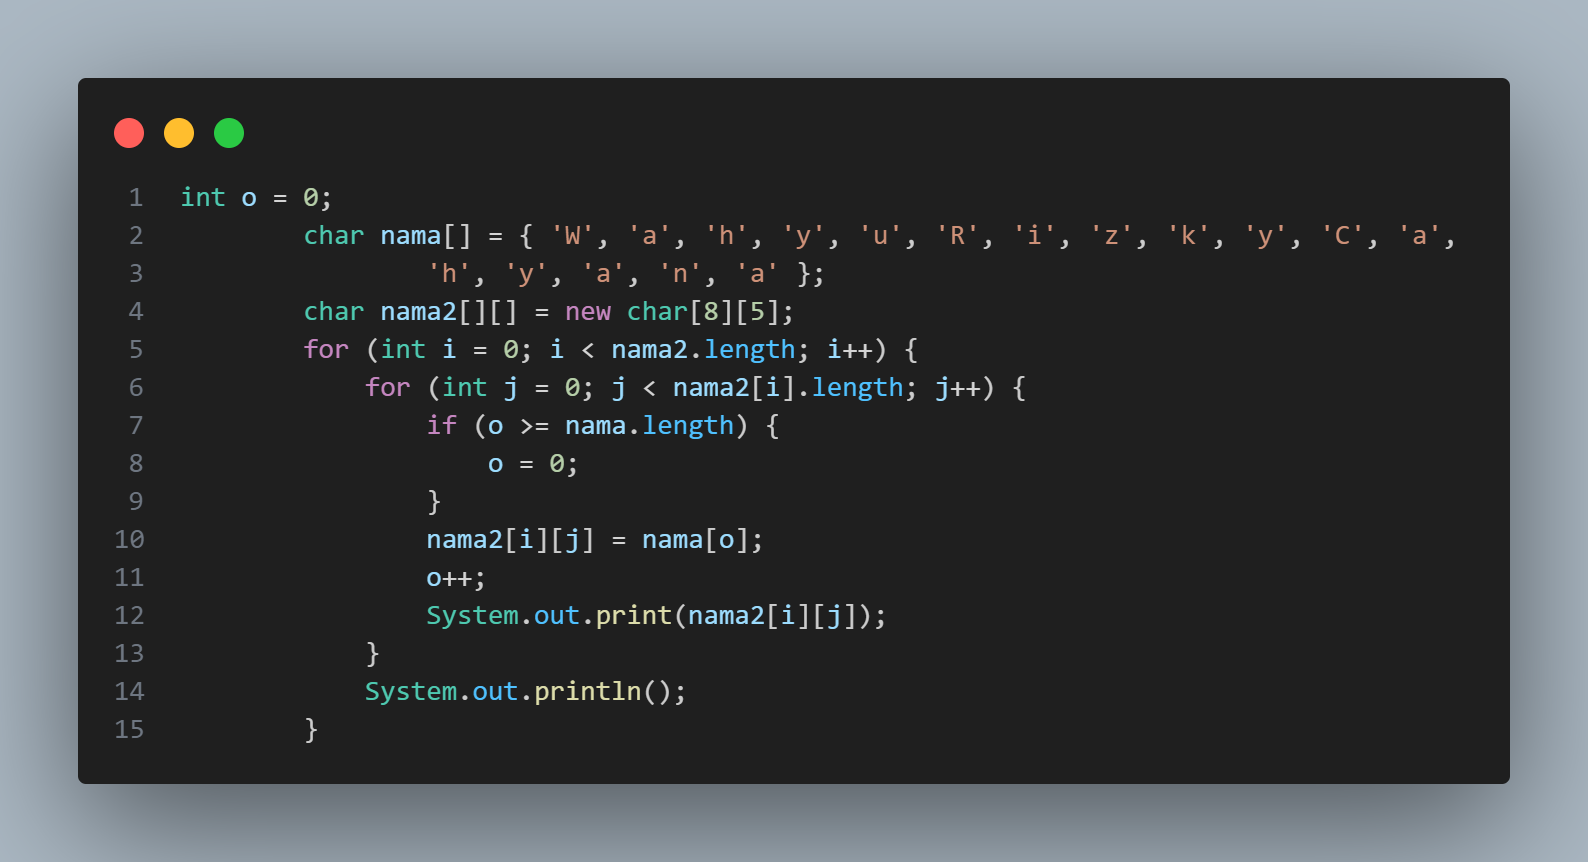 1 int o = 0;
2         char nama[] = { 'W', 'a', 'h', 'y', 'u', 'R', 'i', 'z', 'k', 'y', 'C', 'a',
3                 'h', 'y', 'a', 'n', 'a' };
4         char nama2[][] = new char[8][5];
5         for (int i = 0; i < nama2.length; i++) {
6             for (int j = 0; j < nama2[i].length; j++) {
7                 if (o >= nama.length) {
8                     o = 0;
9                 }
10                 nama2[i][j] = nama[o];
11                 o++;
12                 System.out.print(nama2[i][j]);
13             }
14             System.out.println();
15         }